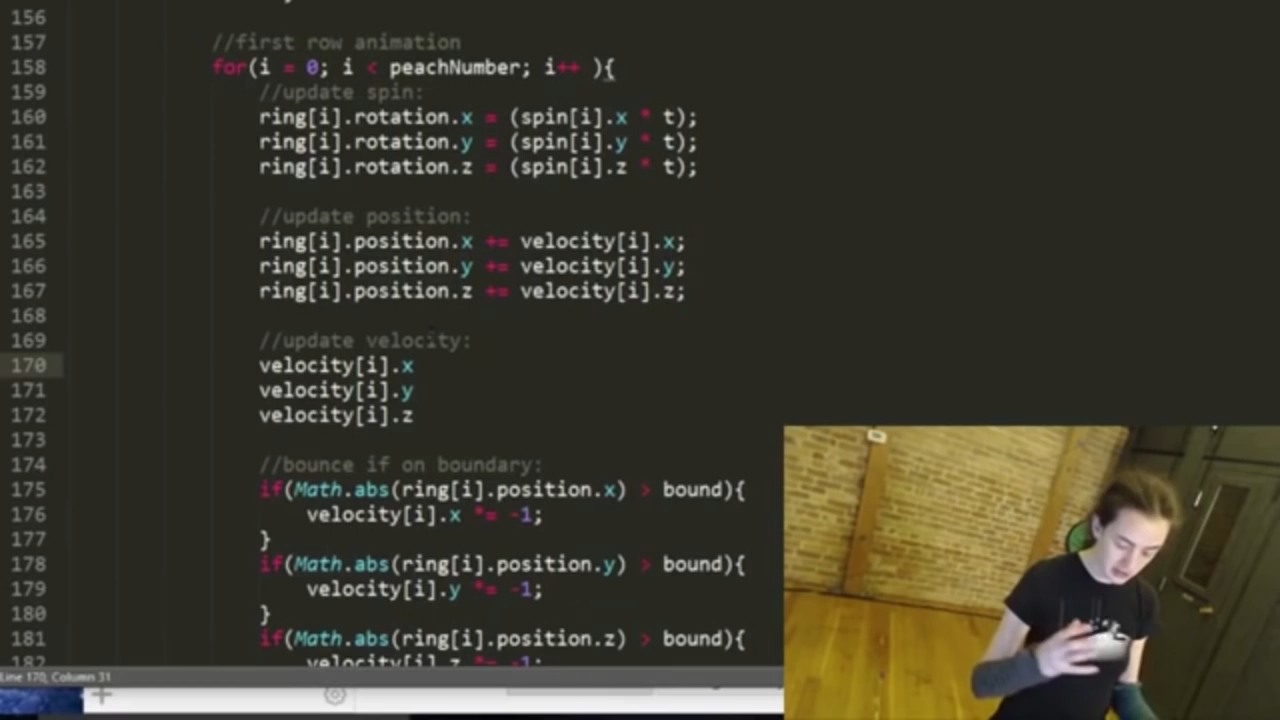 156
157 //first row animation
158 for(i = 0; i < peachNumber; i++ ){
159 //update spin:
160 ring[i].rotation.x = (spin[i].x * t);
161 ring[i].rotation.y = (spin[i].y * t);
162 ring[i].rotation.z = (spin[i].z * t);
163
164 //update position:
165 ring[i].position.x += velocity[i].x;
166 ring[i].position.y += velocity[i].y;
167 ring[i].position.z += velocity[i].z;
168
169 //update velocity:
170 velocity[i].x
171 velocity[i].y
172 velocity[i].z
173
174 //bounce if on boundary:
175 if(Math.abs(ring[i].position.x) > bound){
176 velocity[i].x *= -1;
177 }
178 if(Math.abs(ring[i].position.y) > bound){
179 velocity[i].y *= -1;
180 }
181 if(Math.abs(ring[i].position.z) > bound){
182 velocity[i].z *= -1;
Line 170, Column 31